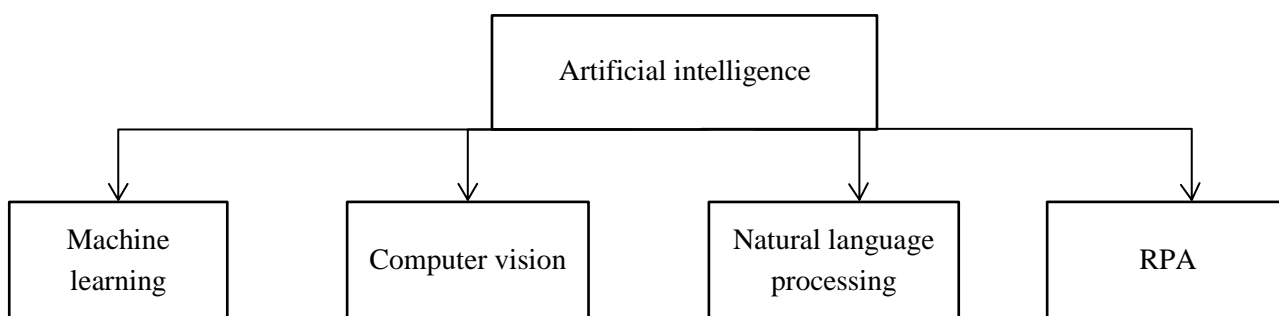 Artificial intelligence
Machine
learning
Computer vision
Natural language
processing
RPA